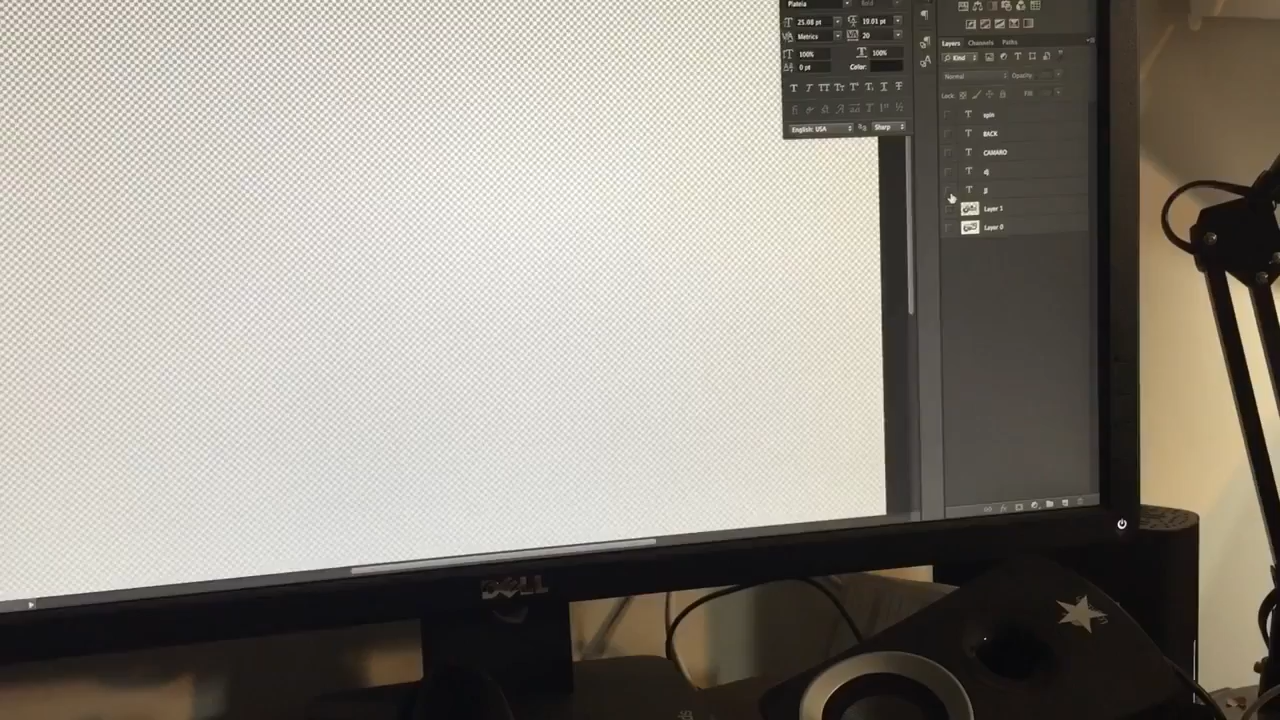 Plateia
25.08 pt 19.01 pt
Metrics 20
100% 100%
0 pt Color:
English: USA Sharp
Layers Channels Paths
Kind
Normal Opacity:
Lock: Fill:
spin
BACK
CAMARO
Layer 1
Layer 0
DELL